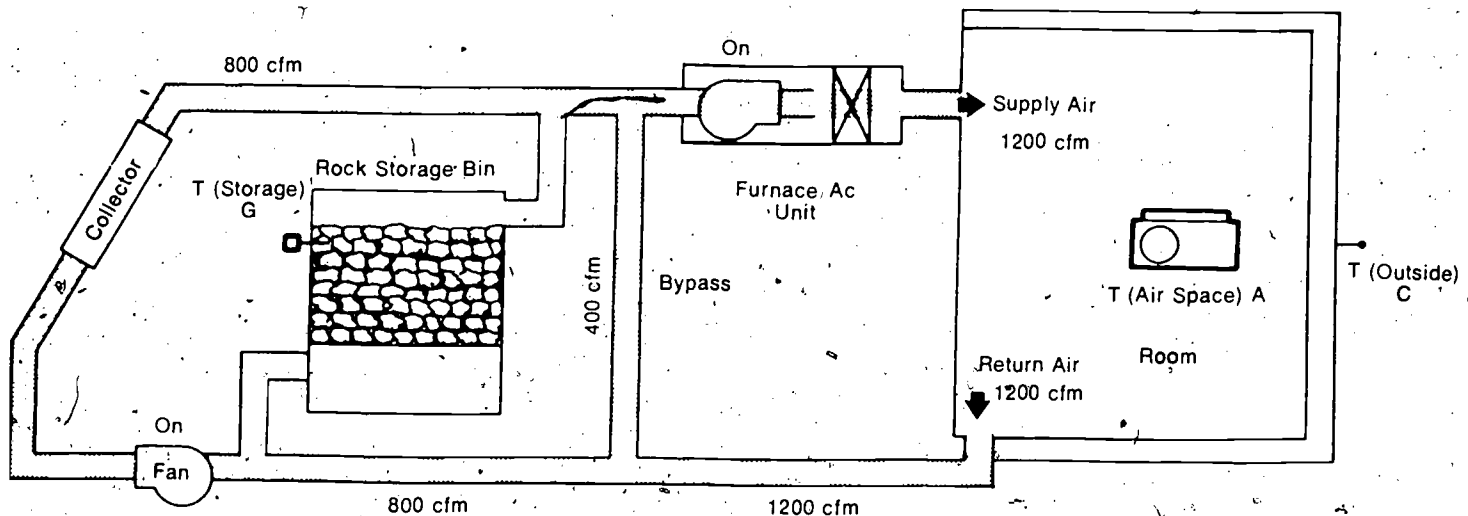 On
800 cfm
Supply Air
1200 cfm
Collector
T (Storage)
G
Rock Storage Bin
Furnace Ac
Unit
400 cfm
Bypass
T (Outside)
C
T (Air Space) A
Room
Return Air
1200 cfm
On
Fan
800 cfm
1200 cfm